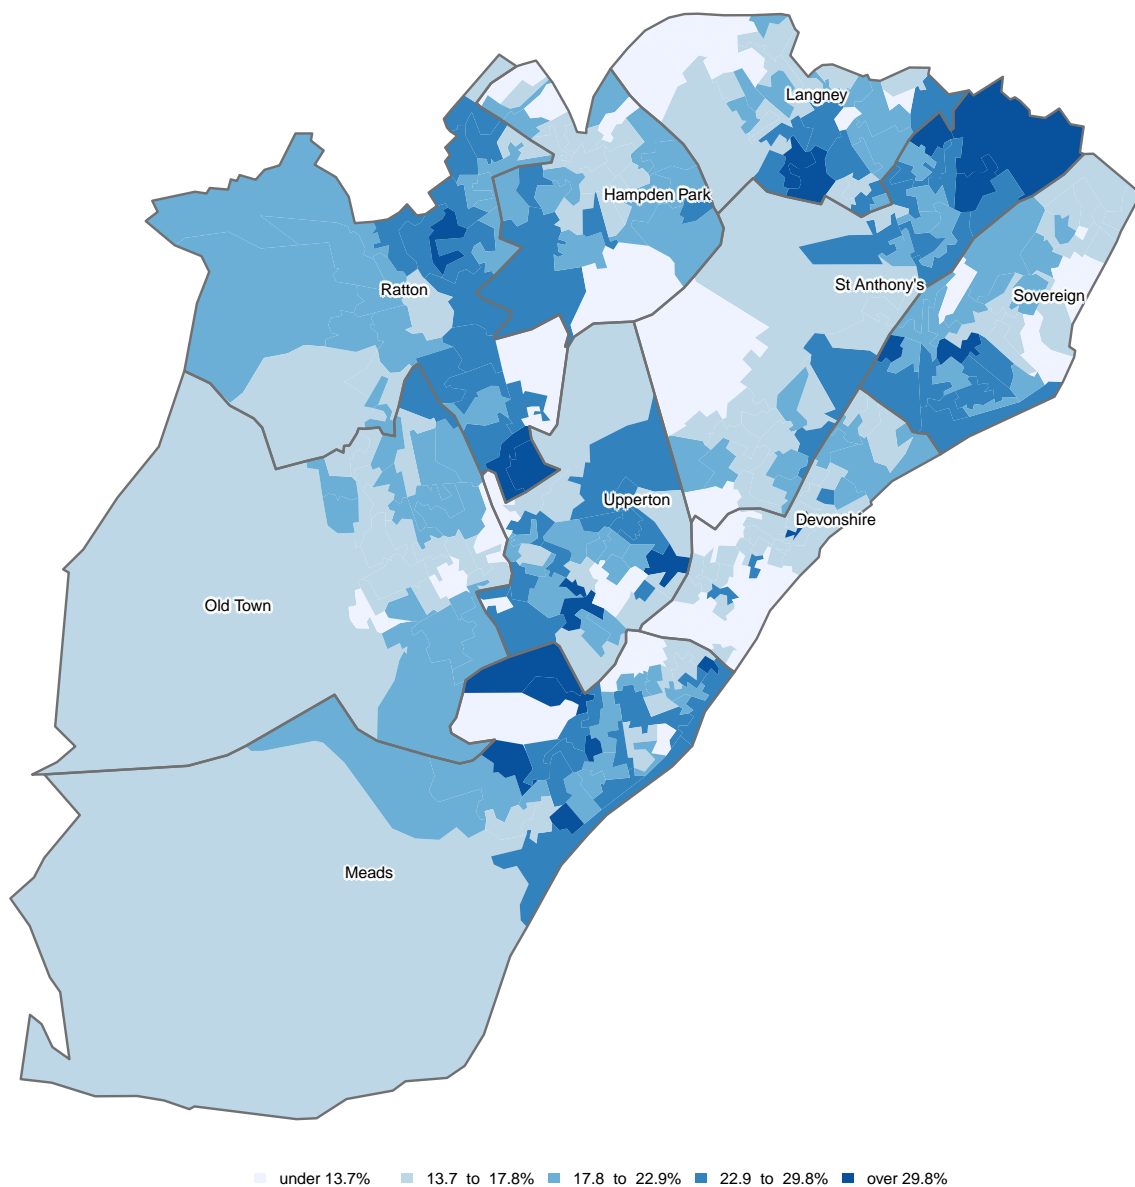 Langney
Hampden Park
St Anthony's
Ratton
Sovereign
Upperton
Devonshire
Old Town
Meads
under 13.7% 13.7 to 17.8% 17.8 to 22.9% 22.9 to 29.8% over 29.8%